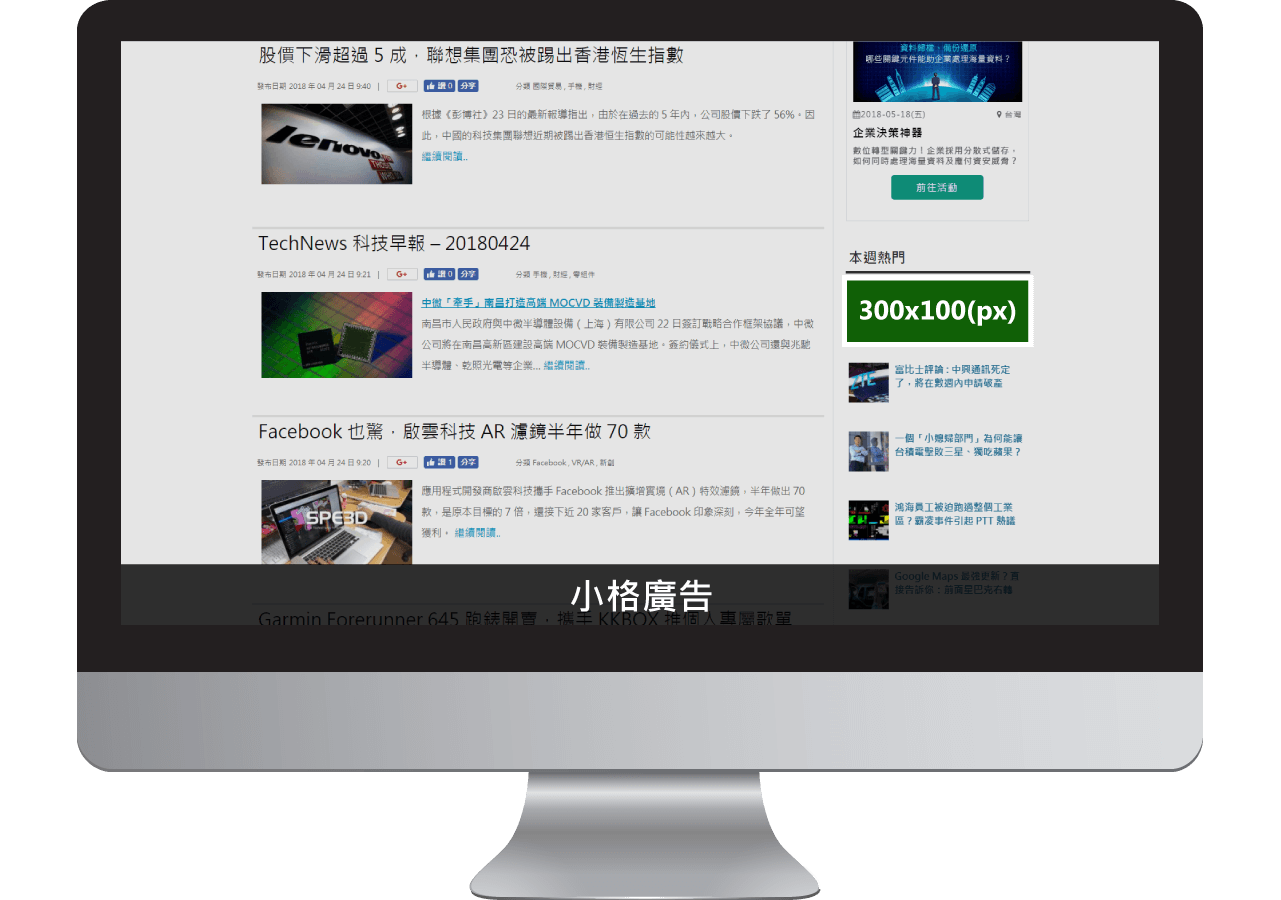 股價下滑超過 5 成，聯想集團恐被踢出香港恆生指數
發布日期 2018 年 04 月 24 日 9:40 | G+ 讚 0 分享 分類 國際貿易 , 手機 , 財經
lenovo
根據《彭博社》23 日的最新報導指出，由於在過去的 5 年內，公司股價下跌了 56%。因
此，中國的科技集團聯想近期被踢出香港恒生指數的可能性越來越大。
繼續閱讀..
TechNews 科技早報 – 20180424
發布日期 2018 年 04 月 24 日 9:21 | G+ 讚 0 分享 分類 手機 , 財經 , 零組件
中微「牽手」南昌打造高端 MOCVD 裝備製造基地
南昌市人民政府與中微半導體設備（上海）有限公司 22 日簽訂戰略合作框架協議，中微
公司將在南昌高新區建設高端 MOCVD 裝備製造基地。簽約儀式上，中微公司還與兆馳
半導體、乾照光電等企業... 繼續閱讀..
Facebook 也驚，啟雲科技 AR 濾鏡半年做 70 款
發布日期 2018 年 04 月 24 日 9:20 | G+ 讚 1 分享 分類 Facebook , VR/AR , 新創
SPE3D
應用程式開發商啟雲科技攜手 Facebook 推出擴增實境（AR）特效濾鏡，半年做出 70
款，是原本目標的 7 倍，還接下近 20 家客戶，讓 Facebook 印象深刻，今年全年可望
獲利。 繼續閱讀..
Garmin Forerunner 645 跑錶開賣，攜手 KKBOX 推個人專屬歌單
資料歸檔、備份還原
哪些關鍵元件能助企業處理海量資料？
2018-05-18(五) 台灣
企業決策神器
數位轉型關鍵力！企業採用分散式儲存，
如何同時處理海量資料及應付資安威脅？
前往活動
本週熱門
300x100(px)
ZTE
富比士評論：中興通訊死定
了，將在數週內申請破產
一個「小媳婦部門」為何能讓
台積電擊敗三星、獨吃蘋果？
鴻海員工被迫跑過整個工業
區？霸凌事件引起 PTT 熱議
小格廣告